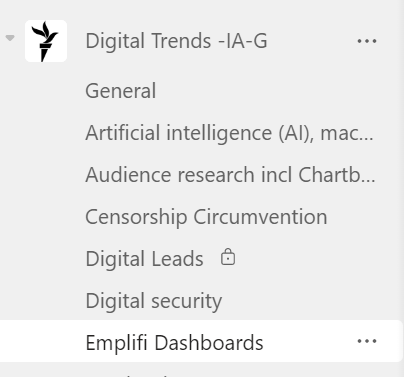 Digital Trends -IA-G
General
Artificial intelligence (AI), mac...
Audience research incl Chartb...
Censorship Circumvention
Digital Leads
Digital security
Emplifi Dashboards